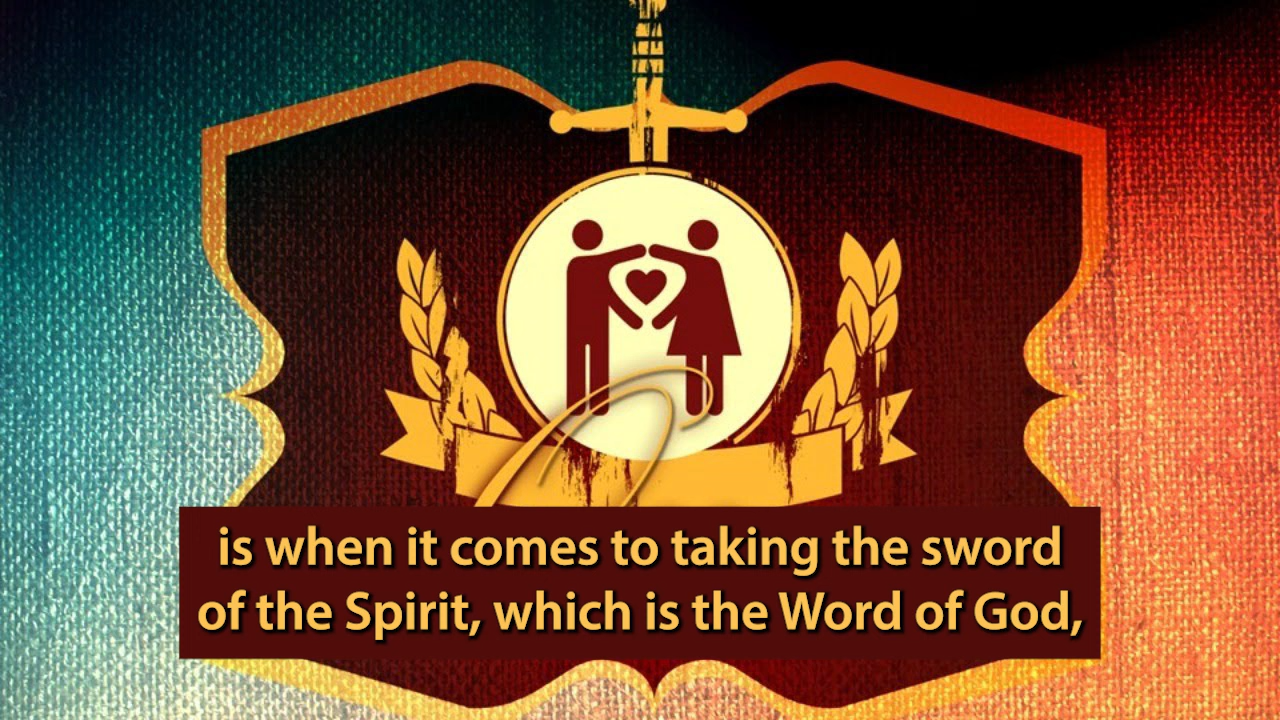 is when it comes to taking the sword
of the Spirit, which is the Word of God,